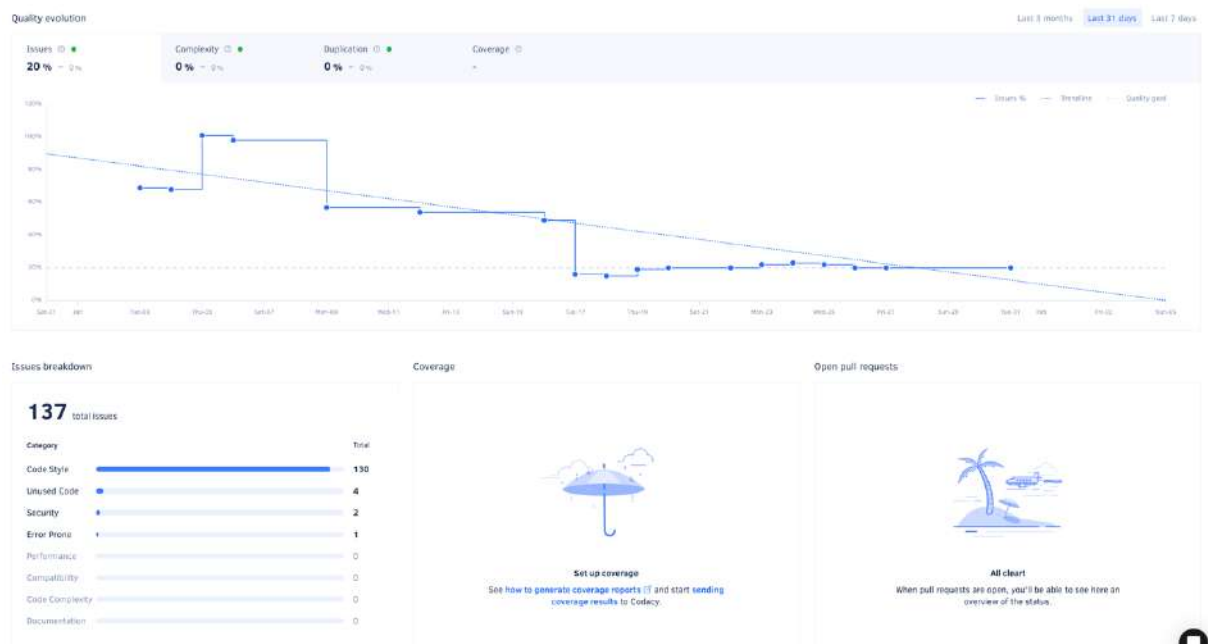 Quality evolution
Last 3 months Last 31 days Last 7 days
Issues Complexity Duplication Coverage
20 % - 0% 0 % - 0% 0 % - 0% -
Issues % Trendline Quality goal
120%
100%
80%
60%
40%
20%
0%
Issues breakdown Coverage Open pull requests
137 total issues
Category Total
Code Style 130
Unused Code 4
Security 2
Error Prone 1
Performance 0
Compatibility 0
Code Complexity 0
Documentation 0
Set up coverage
See how to generate coverage reports and start sending
coverage results to Codacy.
All clear!
When pull requests are open, you'll be able to see here an
overview of the status.